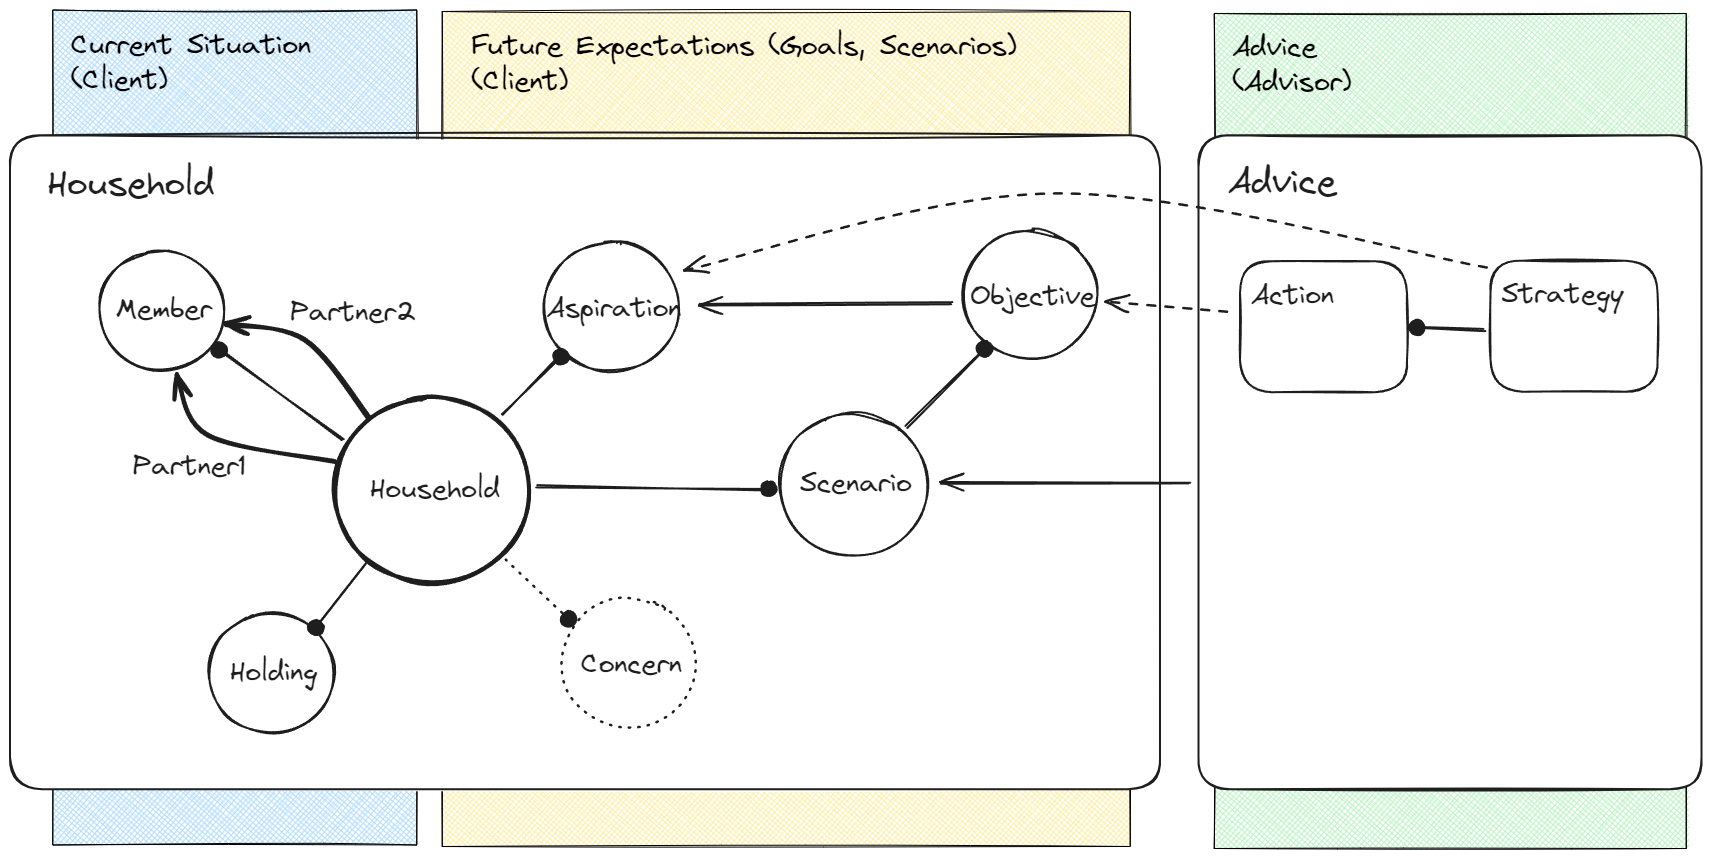 Current Situation
(Client)
Future Expectations (Goals, Scenarios)
(Client)
Advice
(Advisor)
Household
Advice
Member
Partner2
Aspiration
Objective
Action
Strategy
Partner1
Household
Scenario
Holding
Concern